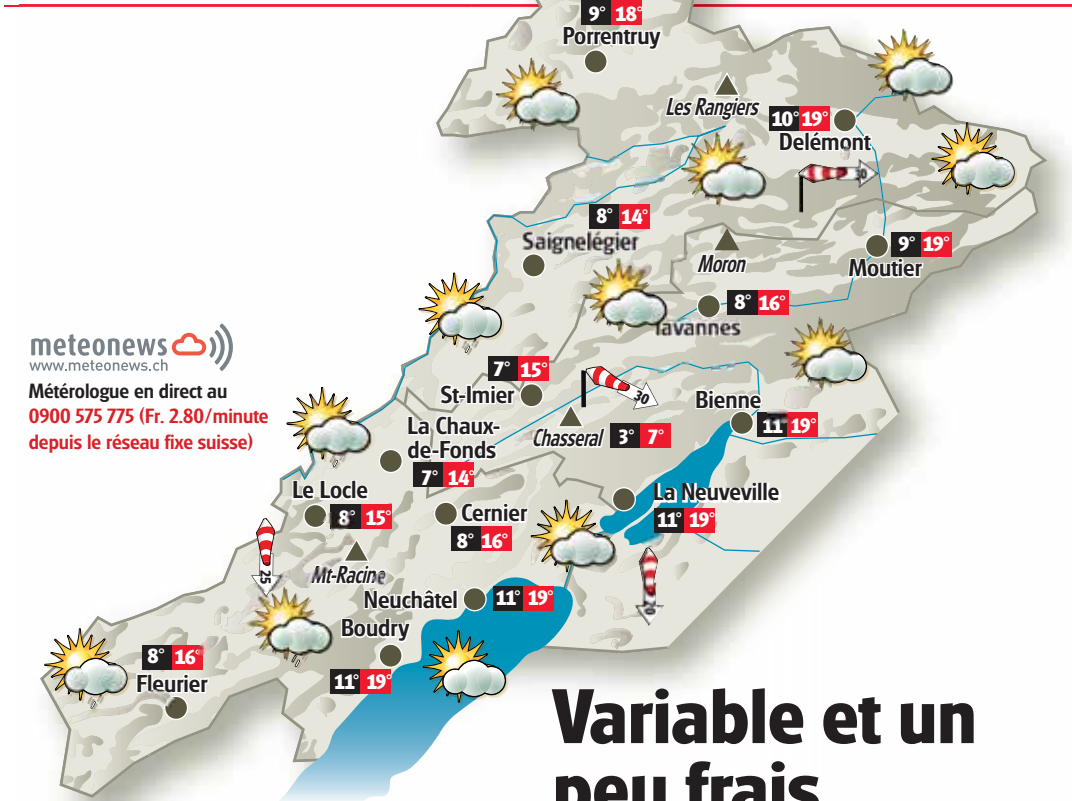 9° 18°
Porrentruy
Les Rangiers
10° 19°
Delémont
30
8° 14°
Saignelégier
Moron
9° 19°
Moutier
8° 16°
Tavannes
meteonews
www.meteonews.ch
Métérologue en direct au
0900 575 775 (Fr. 2.80/minute
depuis le réseau fixe suisse)
7° 15°
St-Imier
30
Chasseral 3° 7°
Bienne
11 19°
La Chaux-
de-Fonds
7° 14°
Le Locle
8° 15°
Cernier
8° 16°
La Neuveville
11° 19°
25
Mt-Racine
20
Neuchâtel 11° 19°
Boudry
11° 19°
8° 16°
Fleurier
Variable et un
peu frais